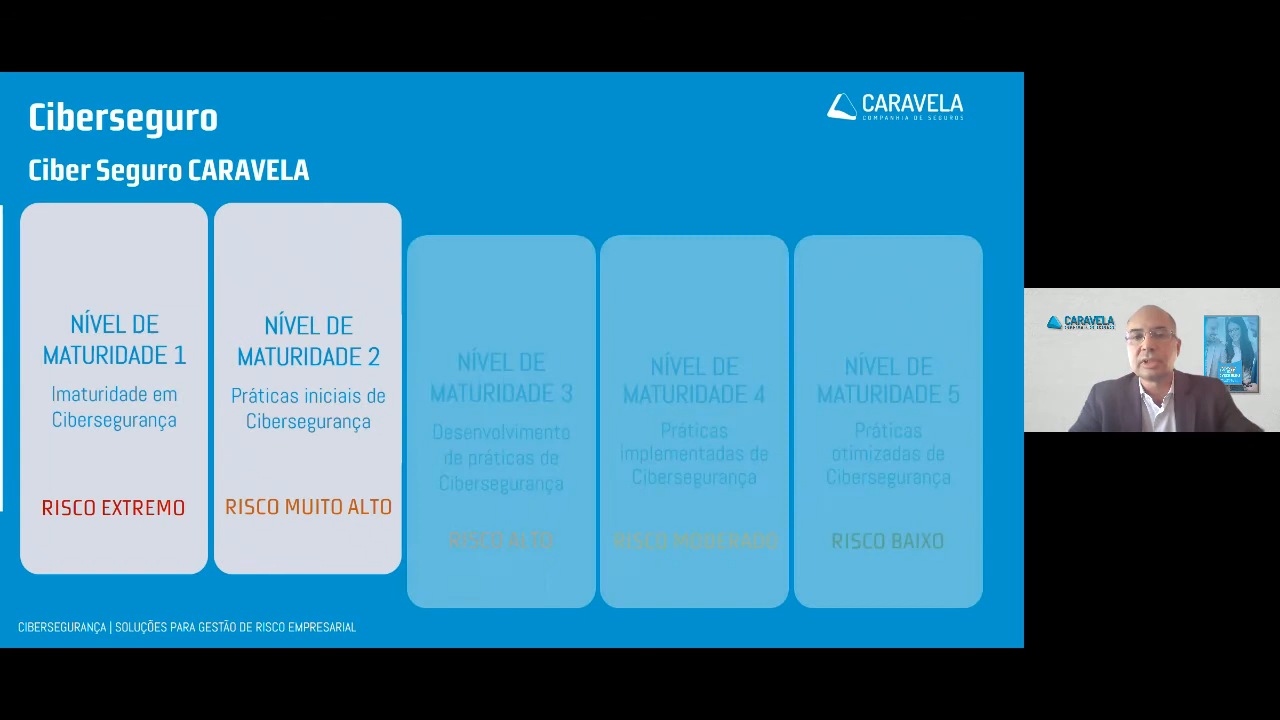 Ciberseguro
CARAVELA
COMPANHIA DE SEGUROS
Ciber Seguro CARAVELA
NÍVEL DE
MATURIDADE 1
Imaturidade em
Cibersegurança
RISCO EXTREMO
NÍVEL DE
MATURIDADE 2
Práticas iniciais de
Cibersegurança
RISCO MUITO ALTO
NÍVEL DE
MATURIDADE 3
Desenvolvimento
de práticas de
Cibersegurança
RISCO ALTO
NÍVEL DE
MATURIDADE 4
Práticas
Implementadas de
Cibersegurança
RISCO MODERADO
NÍVEL DE
MATURIDADE 5
Práticas
otimizadas de
Cibersegurança
RISCO BAIXO
CIBERSEGURANÇA | SOLUÇÕES PARA GESTÃO DE RISCO EMPRESARIAL
CARAVELA
COMPANHIA DE SEGUROS